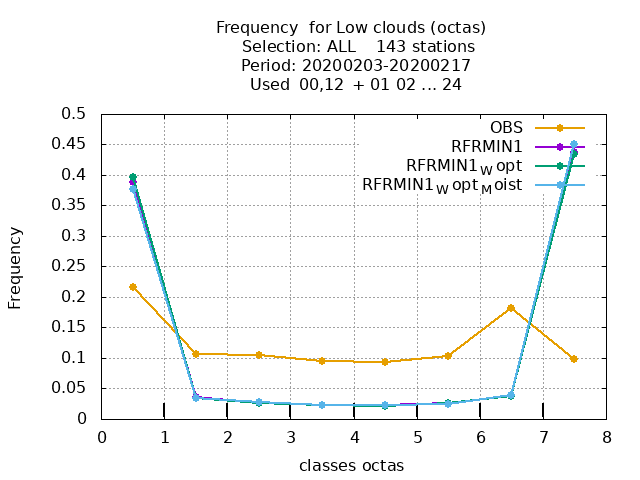 Frequency for Low clouds (octas)
Selection: ALL 143 stations
Period: 20200203-20200217
Used 00,12 + 01 02 ... 24
OBS
RFRMIN1
RFRMIN1Wopt
RFRMIN1WoptMoist
0.5
0.45
0.4
0.35
0.3
0.25
0.2
0.15
0.1
0.05
0
Frequency
0 1 2 3 4 5 6 7 8
classes octas